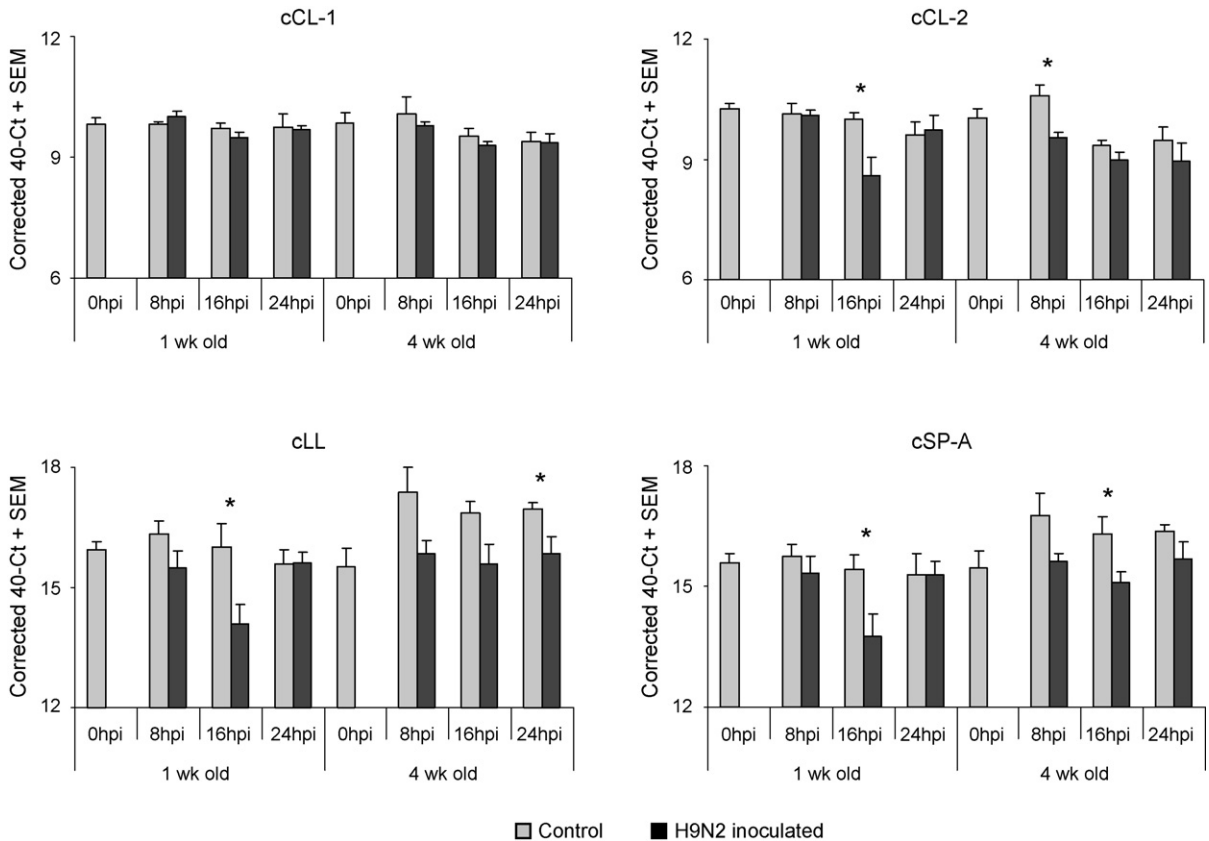 cCL-1
Corrected 40-Ct + SEM
12
9
6
0hpi 8hpi 16hpi 24hpi 0hpi 8hpi 16hpi 24hpi
1 wk old 4 wk old
cCL-2
Corrected 40-Ct + SEM
12
9
6
* *
0hpi 8hpi 16hpi 24hpi 0hpi 8hpi 16hpi 24hpi
1 wk old 4 wk old
cLL
Corrected 40-Ct + SEM
18
15
12
* *
0hpi 8hpi 16hpi 24hpi 0hpi 8hpi 16hpi 24hpi
1 wk old 4 wk old
cSP-A
Corrected 40-Ct + SEM
18
15
12
* *
0hpi 8hpi 16hpi 24hpi 0hpi 8hpi 16hpi 24hpi
1 wk old 4 wk old
Control H9N2 inoculated